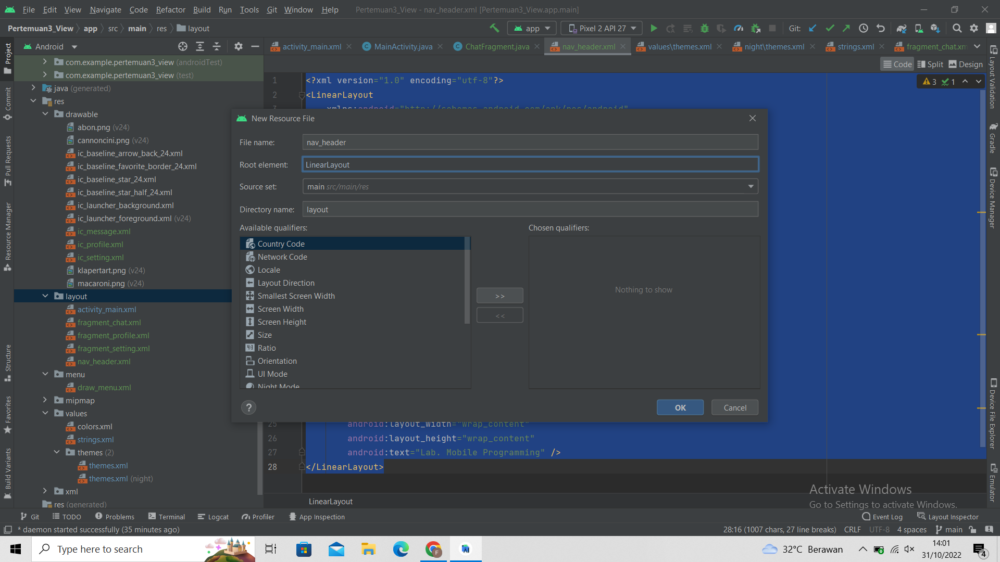 File Edit View Navigate Code Refactor Build Run Tools Git Window Help Pertemuan3_View - nav_header.xml [Pertemuan3_View.app.main]
Pertemuan3_View app src main res layout app Pixel 2 API 27 Git:
Android
activity_main.xml MainActivity.java ChatFragment.java nav_header.xml values\themes.xml night\themes.xml strings.xml fragment_chat.xm
Code Split Design
com.example.pertemuan3_view (androidTest)
com.example.pertemuan3_view (test)
java (generated)
res
drawable
abon.png (v24)
cannoncini.png (v24)
ic_baseline_arrow_back_24.xml
ic_baseline_favorite_border_24.xml
ic_baseline_star_24.xml
ic_baseline_star_half_24.xml
ic_launcher_background.xml
ic_launcher_foreground.xml (v24)
ic_message.xml
ic_profile.xml
ic_setting.xml
klapertart.png (v24)
macaroni.png (v24)
layout
activity_main.xml
fragment_chat.xml
fragment_profile.xml
fragment_setting.xml
nav_header.xml
menu
draw_menu.xml
mipmap
values
colors.xml
strings.xml
themes (2)
themes.xml
themes.xml (night)
xml
res (generated)
Project
Commit
Pull Requests
Resource Manager
Structure
Favorites
Build Variants
1 <?xml version="1.0" encoding="utf-8"?>
2 <LinearLayout
3 xmlns:android="http://schemas.android.com/apk/res/android"
3 1
New Resource File
File name: nav_header
Root element: LinearLayout
Source set: main src/main/res
Directory name: layout
Available qualifiers:
Country Code
Network Code
Locale
Layout Direction
Smallest Screen Width
Screen Width
Screen Height
Size
Ratio
Orientation
UI Mode
Night Mode
>>
<<
Chosen qualifiers:
Nothing to show
? OK Cancel
25 android:layout_width="wrap_content"
26 android:layout_height="wrap_content"
27 android:text="Lab. Mobile Programming" />
28 </LinearLayout>
LinearLayout
Layout Validation
Gradle
Device Manager
Device File Explorer
Emulator
Activate Windows
Go to Settings to activate Windows.
Git TODO Problems Terminal Logcat Profiler App Inspection Event Log Layout Inspector
* daemon started successfully (35 minutes ago) 28:16 (1007 chars, 27 line breaks) CRLF UTF-8 4 spaces main
Type here to search 32°C Berawan 14:01
31/10/2022
4